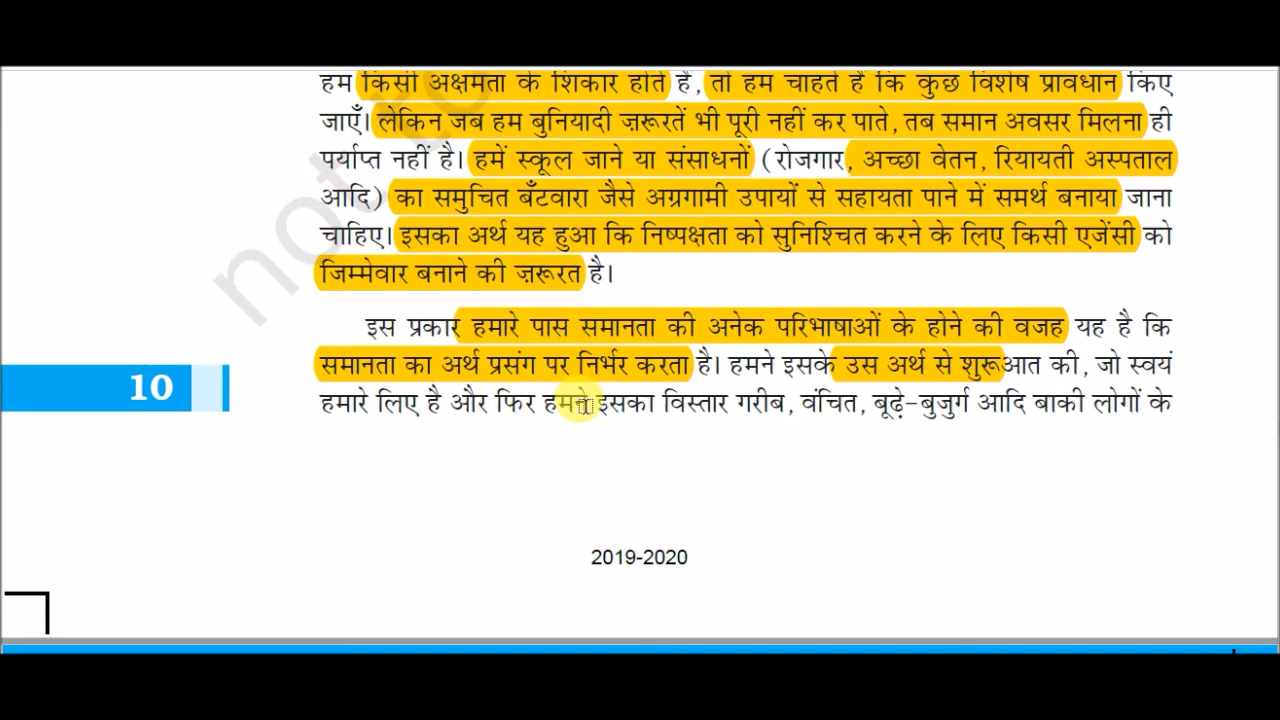 हम किसी अक्षमता के शिकार होते हैं, तो हम चाहते हैं कि कुछ विशेष प्रावधान किए
जाएँ। लेकिन जब हम बुनियादी ज़रूरतें भी पूरी नहीं कर पाते, तब समान अवसर मिलना ही
पर्याप्त नहीं है। हमें स्कूल जाने या संसाधनों (रोजगार, अच्छा वेतन, रियायती अस्पताल
आदि) का समुचित बँटवारा जैसे अग्रगामी उपायों से सहायता पाने में समर्थ बनाया जाना
चाहिए। इसका अर्थ यह हुआ कि निष्पक्षता को सुनिश्चित करने के लिए किसी एजेंसी को
जिम्मेवार बनाने की ज़रूरत है।
इस प्रकार हमारे पास समानता की अनेक परिभाषाओं के होने की वजह यह है कि
समानता का अर्थ प्रसंग पर निर्भर करता है। हमने इसके उस अर्थ से शुरूआत की, जो स्वयं
हमारे लिए है और फिर हमने इसका विस्तार गरीब, वंचित, बूढ़े-बुजुर्ग आदि बाकी लोगों के
10
2019-2020
not to